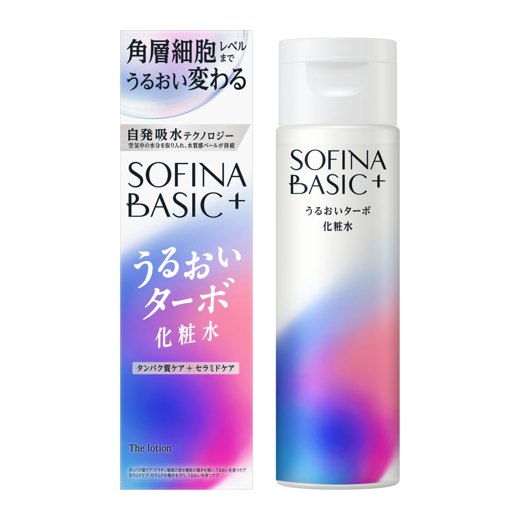 角層細胞レベルまで
うるおい変わる
自発吸水テクノロジー
空気中の水分を取り入れ、水質感ベールが持続
SOFINA
BASIC+
うるおい
ターボ
化粧水
タンパク質ケア + セラミドケア
The lotion
SOFINA
BASIC+
うるおいターボ
化粧水